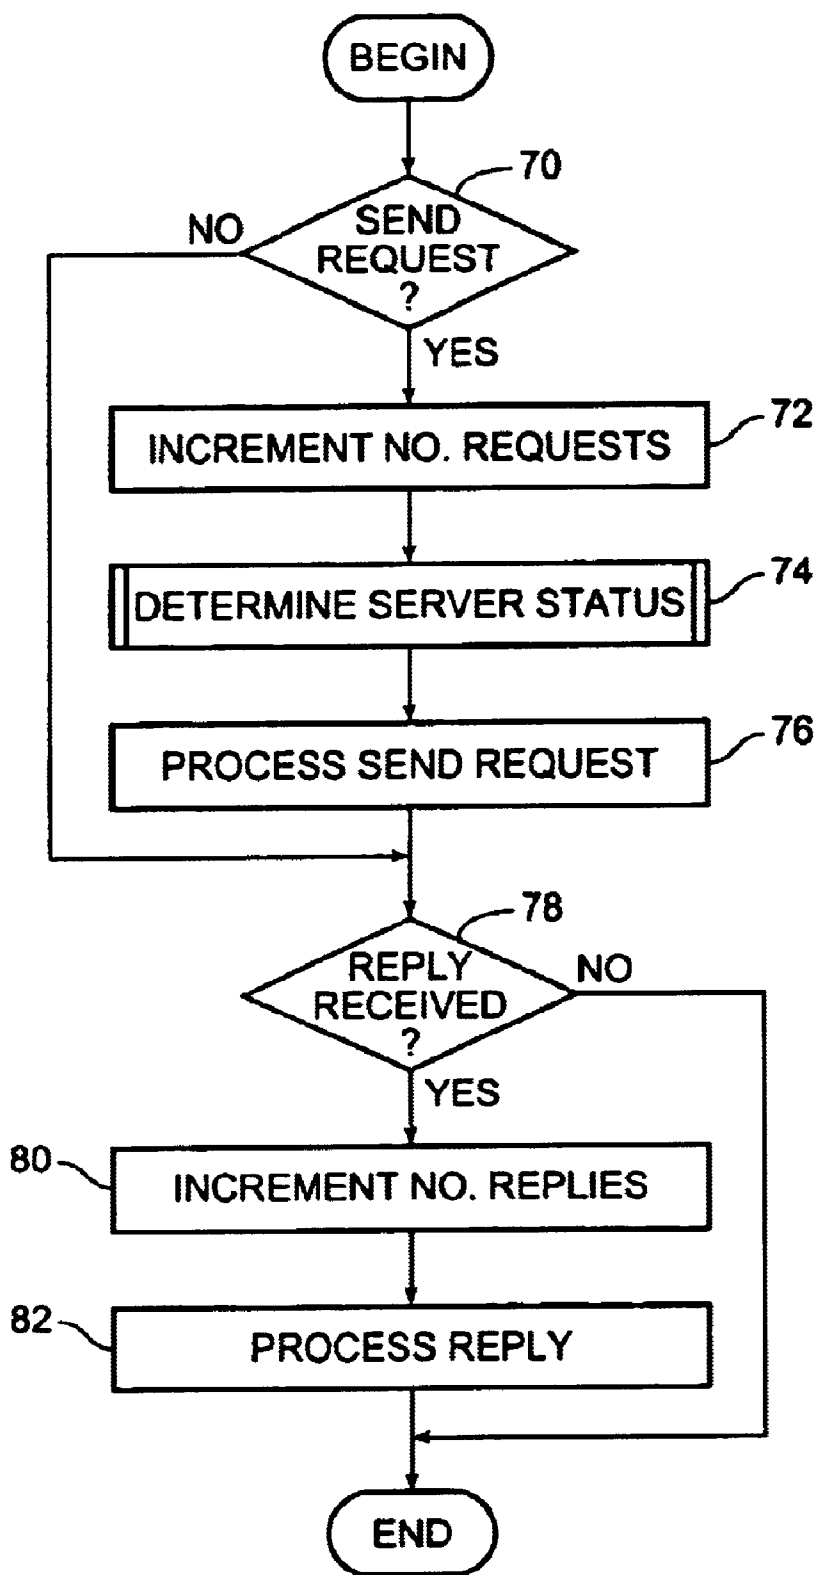 BEGIN
70
SEND
REQUEST
?
NO
YES
INCREMENT NO. REQUESTS
72
DETERMINE SERVER STATUS
74
PROCESS SEND REQUEST
76
78
REPLY
RECEIVED
?
NO
YES
80
INCREMENT NO. REPLIES
82
PROCESS REPLY
END